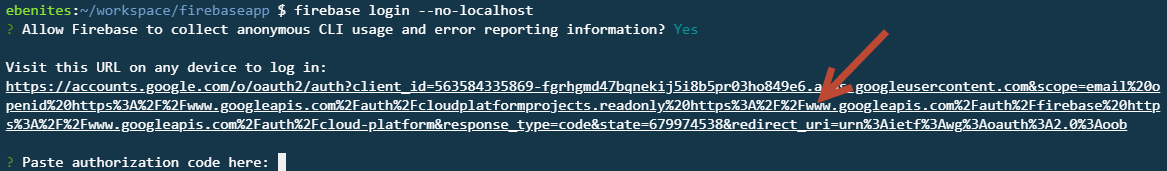 ebenites:~/workspace/firebaseapp $ firebase login --no-localhost
? Allow Firebase to collect anonymous CLI usage and error reporting information? Yes
Visit this URL on any device to log in:
https://accounts.google.com/o/oauth2/auth?client_id=563584335869-fgrhgmd47bqnekij5i8b5pr03ho849e6.apps.googleusercontent.com&scope=email%20o
penid%20https%3A%2F%2Fwww.googleapis.com%2Fauth%2Fcloudplatformprojects.readonly%20https%3A%2F%2Fwww.googleapis.com%2Fauth%2Ffirebase%20http
s%3A%2F%2Fwww.googleapis.com%2Fauth%2Fcloud-platform&response_type=code&state=679974538&redirect_uri=urn%3Aietf%3Awg%3Aoauth%3A2.0%3Aoob
? Paste authorization code here: